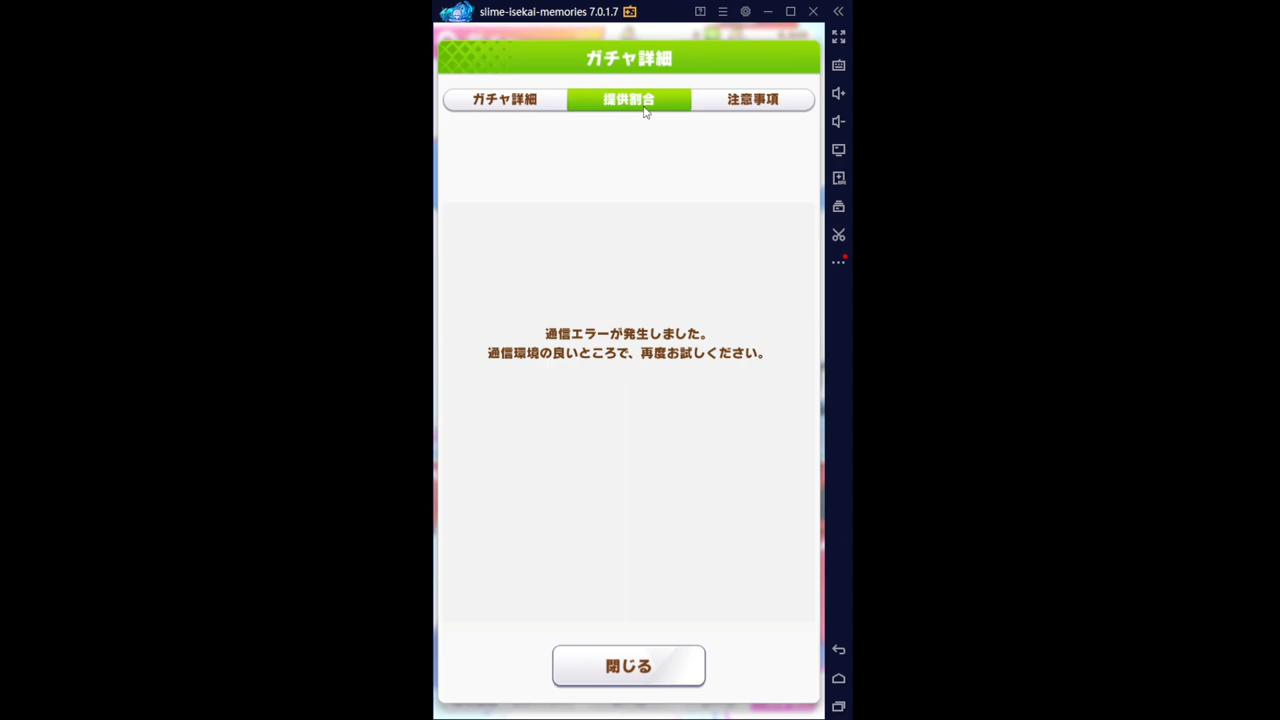 slime-isekai-memories 7.0.1.7
ガチャ詳細
ガチャ詳細
提供割合
注意事項
通信エラーが発生しました。
通信環境の良いところで、再度お試しください。
閉じる